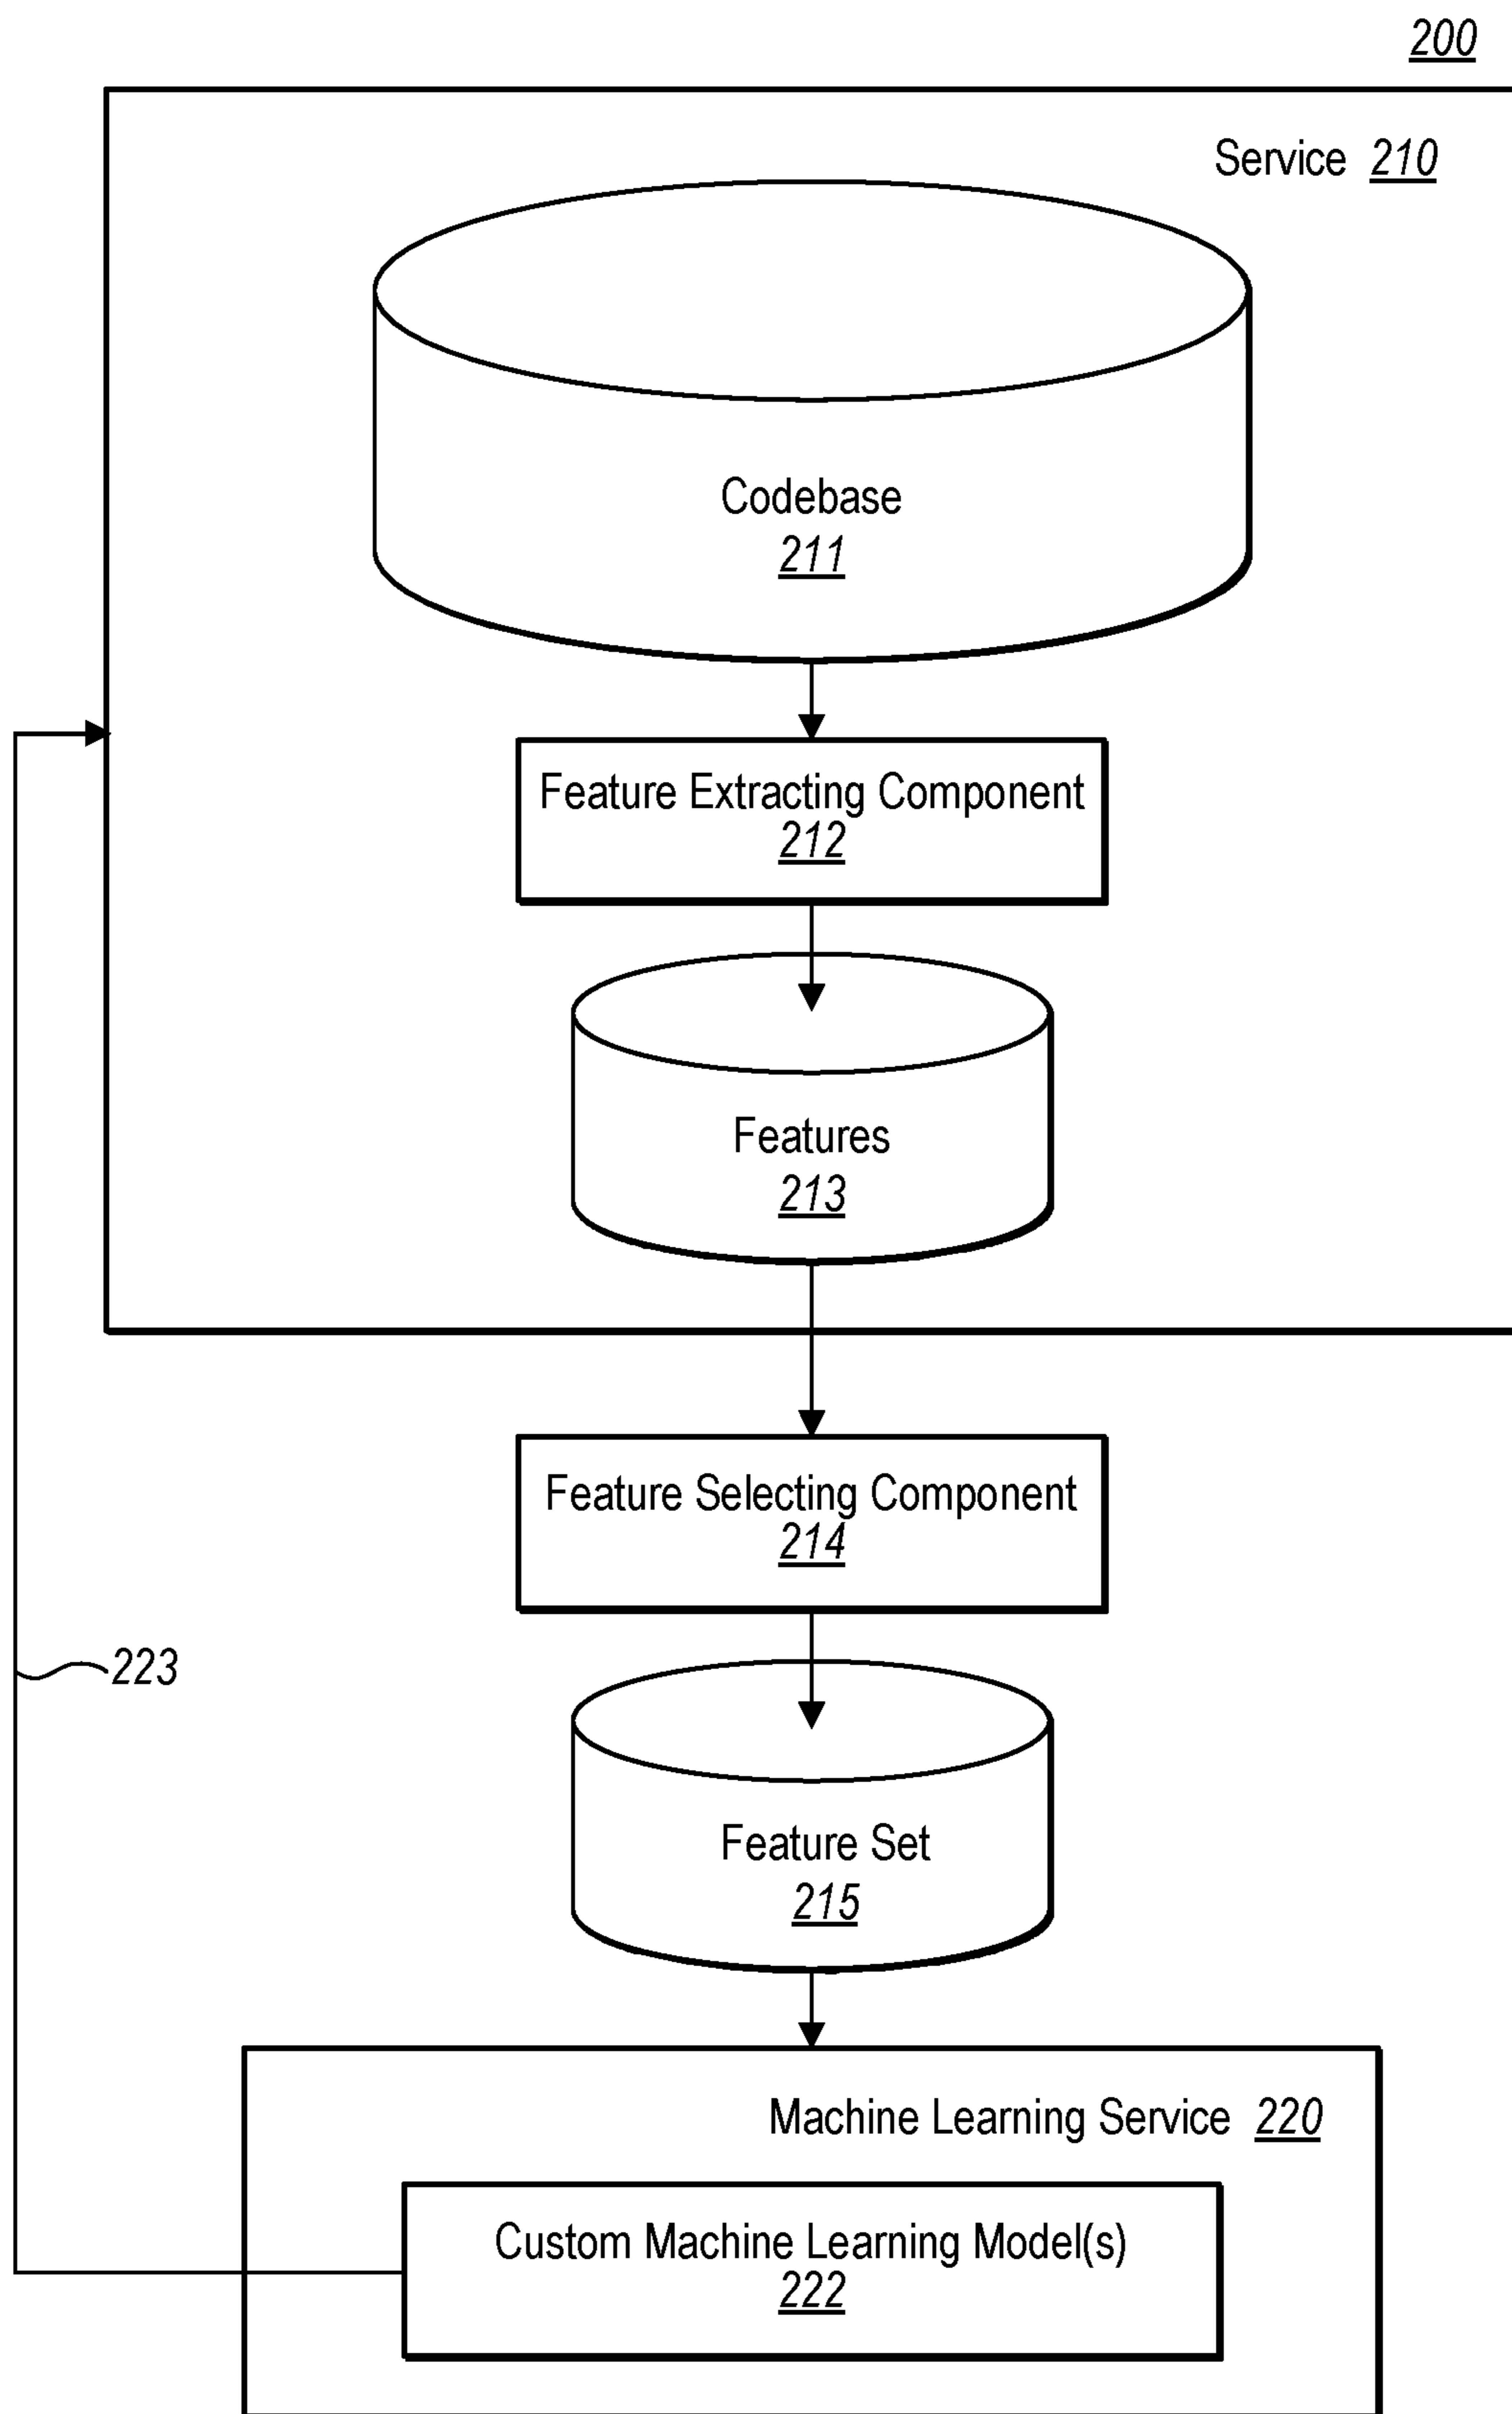 200
Service 210
Codebase
211
Feature Extracting Component
212
Features
213
Feature Selecting Component
214
223
Feature Set
215
Machine Learning Service 220
Custom Machine Learning Model(s)
222